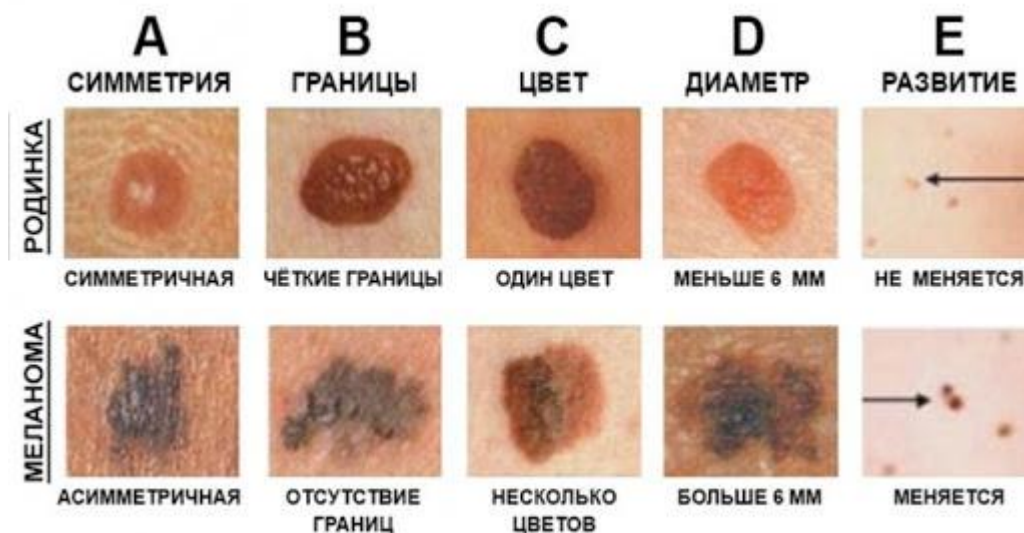 A B C D E
СИММЕТРИЯ ГРАНИЦЫ ЦВЕТ ДИАМЕТР РАЗВИТИЕ
РОДИНКА
СИММЕТРИЧНАЯ ЧЁТКИЕ ГРАНИЦЫ ОДИН ЦВЕТ МЕНЬШЕ 6 ММ НЕ МЕНЯЕТСЯ
МЕЛАНОМА
АСИММЕТРИЧНАЯ ОТСУТСТВИЕ НЕСКОЛЬКО БОЛЬШЕ 6 ММ МЕНЯЕТСЯ
ГРАНИЦ ЦВЕТОВ